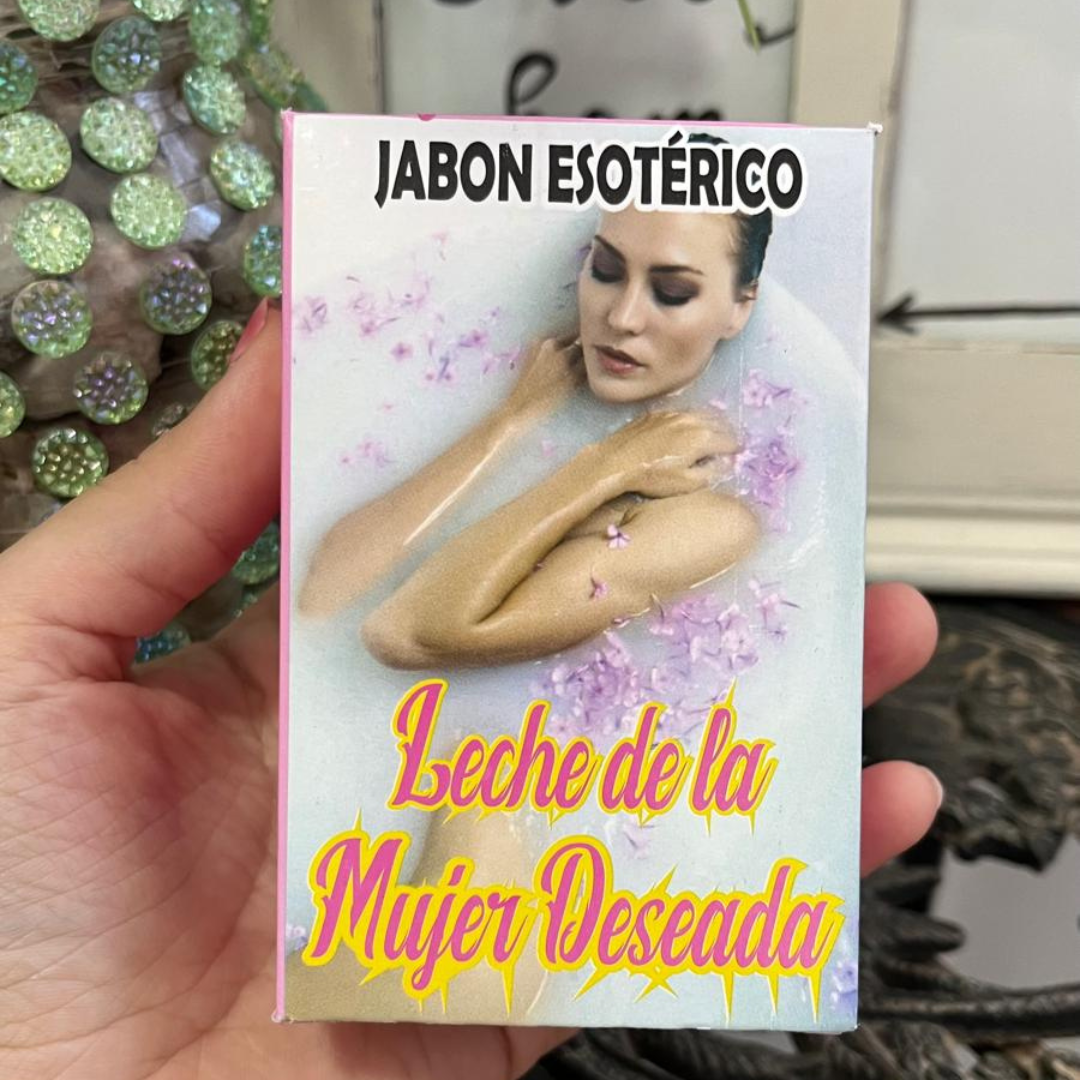 JABON ESOTÉRICO
Leche de la
Mujer Deseada